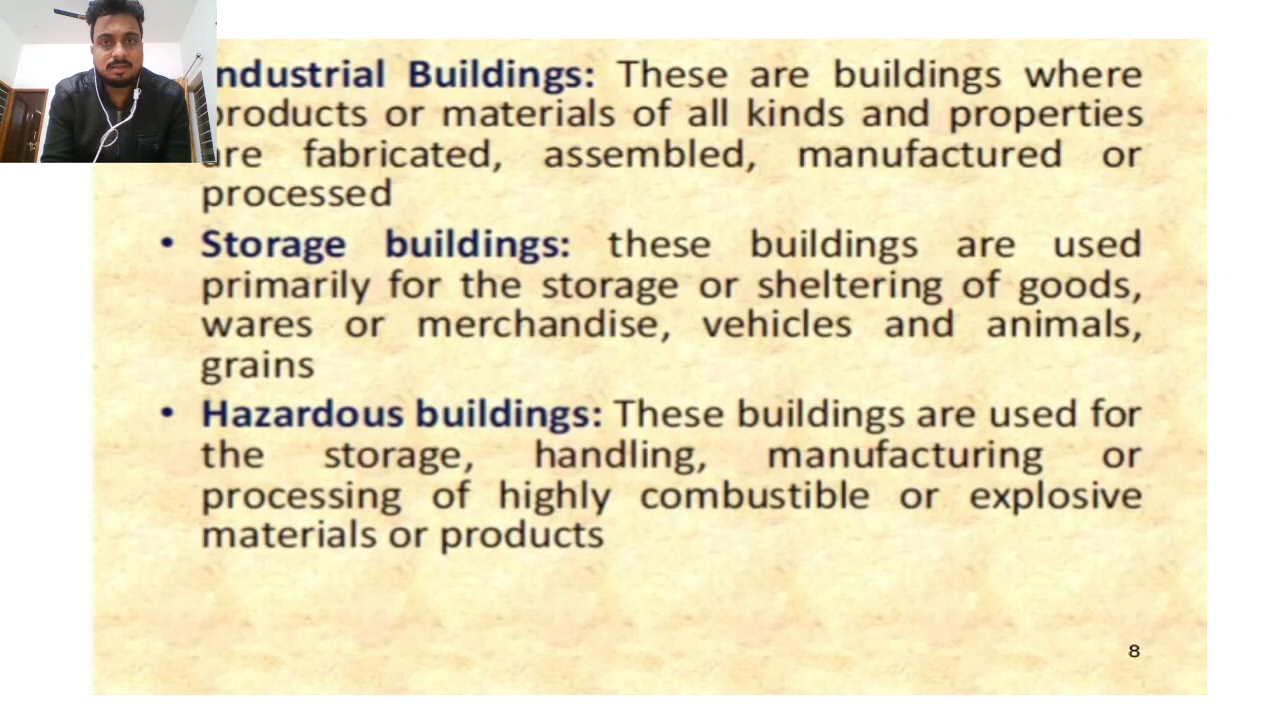 ndustrial Buildings: These are buildings where
products or materials of all kinds and properties
are fabricated, assembled, manufactured or
processed
• Storage buildings: these buildings are used
primarily for the storage or sheltering of goods,
wares or merchandise, vehicles and animals,
grains
• Hazardous buildings: These buildings are used for
the storage, handling, manufacturing or
processing of highly combustible or explosive
materials or products
8